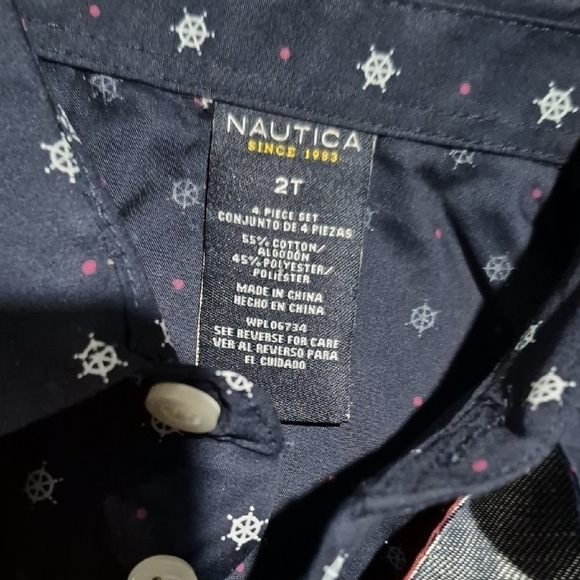 NAUTICA
SINCE 1983
2T
4 PIECE SET
CONJUNTO DE 4 PIEZAS
55% COTTON/
ALGODÓN
45% POLYESTER/
POLIÉSTER
MADE IN CHINA
HECHO EN CHINA
WPL06734
SEE REVERSE FOR CARE
VER AL REVERSO PARA
EL CUIDADO